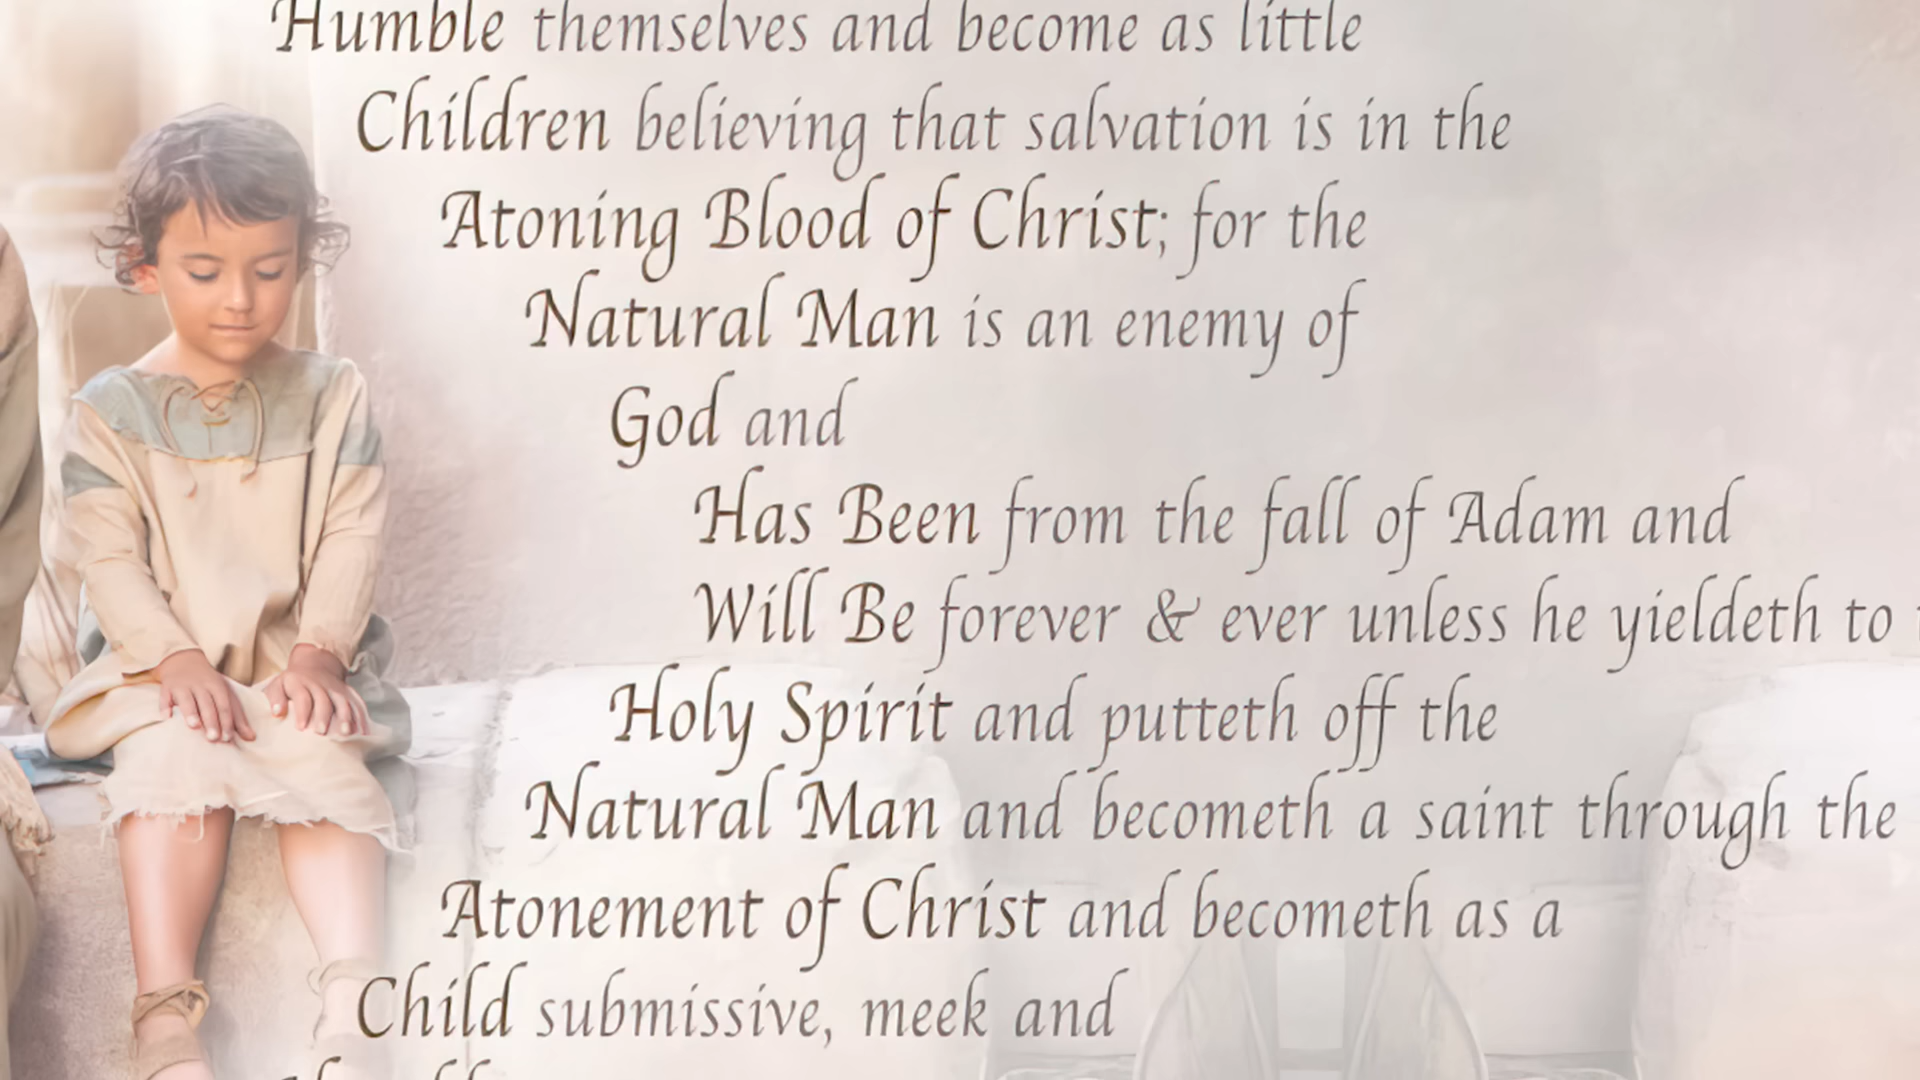 Humble themselves and become as little
Children believing that salvation is in the
Atoning Blood of Christ; for the
Natural Man is an enemy of
God and
Has Been from the fall of Adam and
Will Be forever & ever unless he yieldeth to
Holy Spirit and putteth off the
Natural Man and becometh a saint through the
Atonement of Christ and becometh as a
Child submissive, meek and